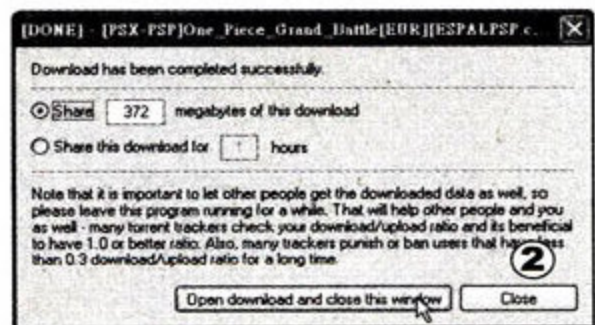 [DONE] - [PSX-PSP]One_Piece_Grand_Battle[EUR][ESPALPSP.c...
Download has been completed successfully.
Share 372 megabytes of this download
Share this download for 1 hours
Note that it is important to let other people get the downloaded data as well, so
please leave this program running for a while. That will help other people and you
as well - many torrent trackers check your download/upload ratio and its beneficial
to have 1.0 or better ratio. Also, many trackers punish or ban users that have less
than 0.3 download/upload ratio for a long time.
2
Open download and close this window Close